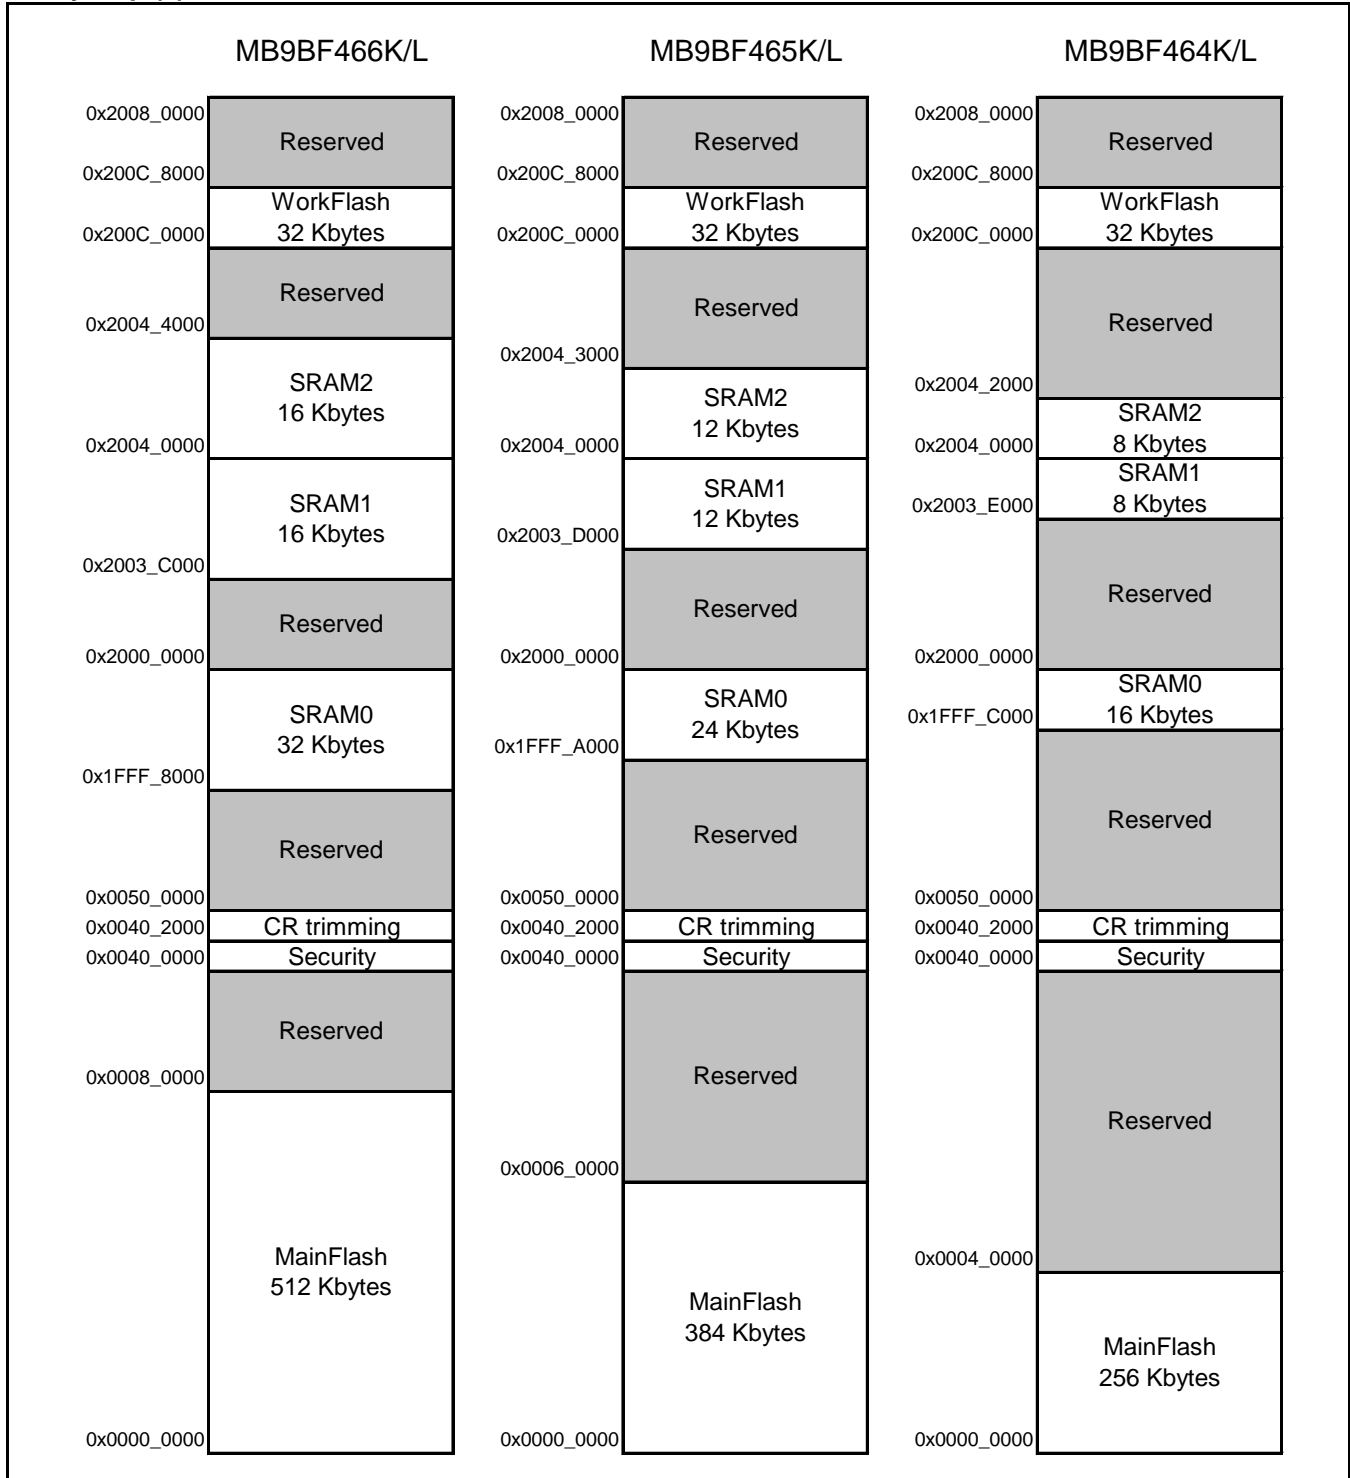 MB9BF466K/L
0x2008_0000
Reserved
0x200C_8000
WorkFlash
32 Kbytes
0x200C_0000
Reserved
0x2004_4000
SRAM2
16 Kbytes
0x2004_0000
SRAM1
16 Kbytes
0x2003_C000
Reserved
0x2000_0000
SRAM0
32 Kbytes
0x1FFF_8000
Reserved
0x0050_0000
CR trimming
0x0040_2000
Security
0x0040_0000
Reserved
0x0008_0000
MainFlash
512 Kbytes
0x0000_0000
MB9BF465K/L
0x2008_0000
Reserved
0x200C_8000
WorkFlash
32 Kbytes
0x200C_0000
Reserved
0x2004_3000
SRAM2
12 Kbytes
0x2004_0000
SRAM1
12 Kbytes
0x2003_D000
Reserved
0x2000_0000
SRAM0
24 Kbytes
0x1FFF_A000
Reserved
0x0050_0000
CR trimming
0x0040_2000
Security
0x0040_0000
Reserved
0x0006_0000
MainFlash
384 Kbytes
0x0000_0000
MB9BF464K/L
0x2008_0000
Reserved
0x200C_8000
WorkFlash
32 Kbytes
0x200C_0000
Reserved
0x2004_2000
SRAM2
8 Kbytes
0x2004_0000
SRAM1
8 Kbytes
0x2003_E000
Reserved
0x2000_0000
SRAM0
16 Kbytes
0x1FFF_C000
Reserved
0x0050_0000
CR trimming
0x0040_2000
Security
0x0040_0000
Reserved
0x0004_0000
MainFlash
256 Kbytes
0x0000_0000